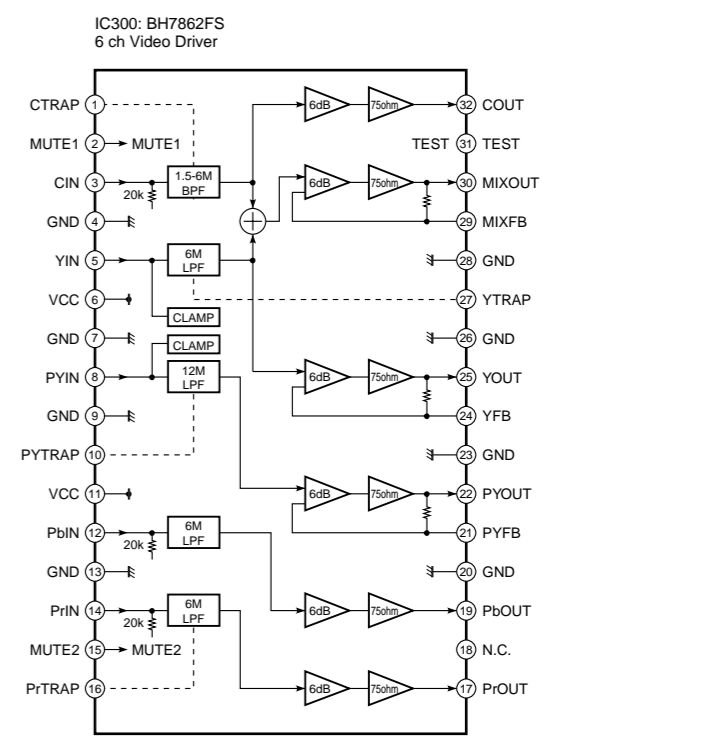 IC300: BH7862FS
6 ch Video Driver
CTRAP 1 6dB 75ohm 32 COUT
MUTE1 2 MUTE1 TEST 31 TEST
CIN 3 20k 1.5-6M BPF 6dB 75ohm 30 MIXOUT
GND 4 29 MIXFB
YIN 5 6M LPF 28 GND
VCC 6 27 YTRAP
CLAMP
GND 7 26 GND
CLAMP
PYIN 8 12M LPF 6dB 75ohm 25 YOUT
GND 9 24 YFB
PYTRAP 10 23 GND
VCC 11 6dB 75ohm 22 PYOUT
PbIN 12 20k 6M LPF 21 PYFB
GND 13 20 GND
PrIN 14 20k 6M LPF 6dB 75ohm 19 PbOUT
MUTE2 15 MUTE2 18 N.C.
PrTRAP 16 6dB 75ohm 17 PrOUT